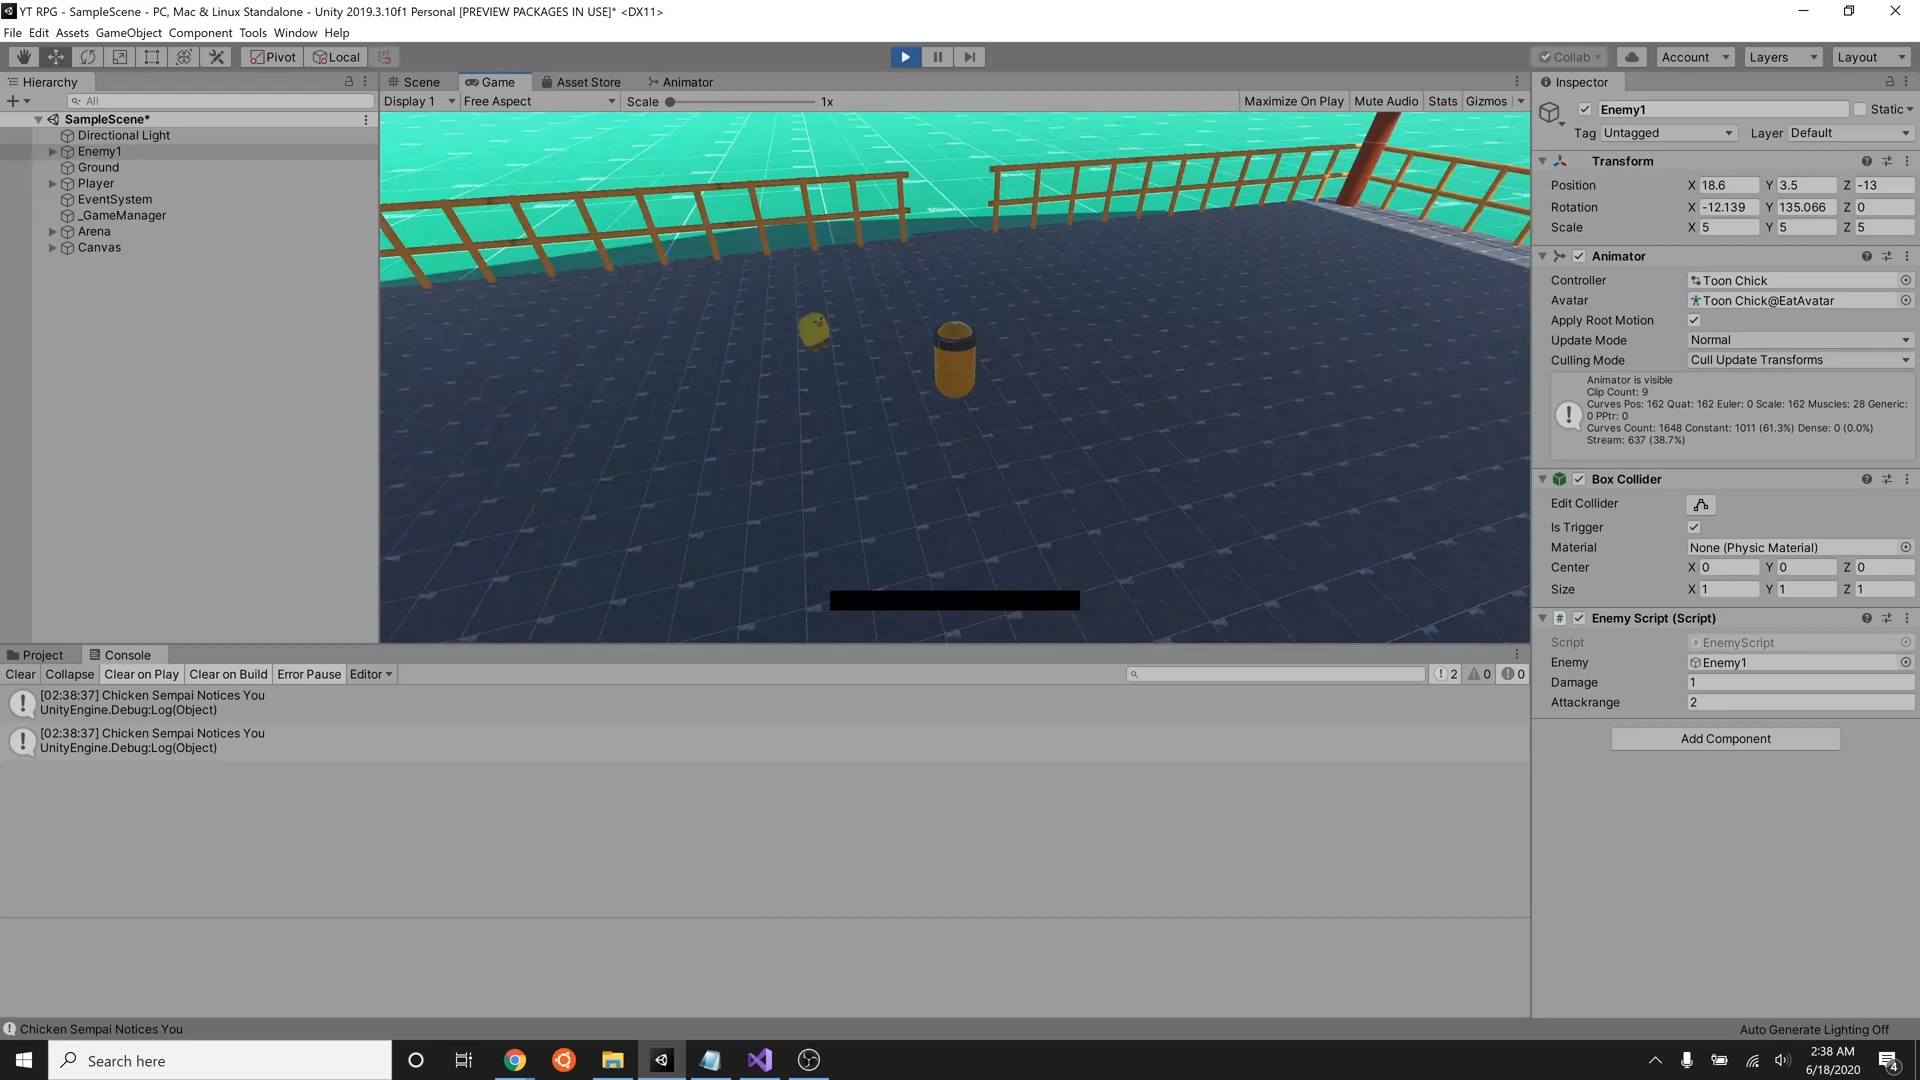 YT RPG - SampleScene - PC, Mac & Linux Standalone - Unity 2019.3.10f1 Personal [PREVIEW PACKAGES IN USE]* <DX11>
File Edit Assets GameObject Component Tools Window Help
Pivot Local Collab Account Layers Layout
Hierarchy Scene Game Asset Store Animator Inspector
All Display 1 Free Aspect Scale 1x Maximize On Play Mute Audio Stats Gizmos
SampleScene*
Directional Light
Enemy1
Ground
Player
EventSystem
_GameManager
Arena
Canvas
Enemy1 Static
Tag Untagged Layer Default
Transform
Position X 18.6 Y 3.5 Z -13
Rotation X -12.139 Y 135.066 Z 0
Scale X 5 Y 5 Z 5
Animator
Controller Toon Chick
Avatar Toon Chick@EatAvatar
Apply Root Motion
Update Mode Normal
Culling Mode Cull Update Transforms
Animator is visible
Clip Count: 9
Curves Pos: 162 Quat: 162 Euler: 0 Scale: 162 Muscles: 28 Generic:
0 PPtr: 0
Curves Count: 1648 Constant: 1011 (61.3%) Dense: 0 (0.0%)
Stream: 637 (38.7%)
Box Collider
Edit Collider
Is Trigger
Material None (Physic Material)
Center X 0 Y 0 Z 0
Size X 1 Y 1 Z 1
Enemy Script (Script)
Script EnemyScript
Enemy Enemy1
Damage 1
Attackrange 2
Add Component
Project Console
Clear Collapse Clear on Play Clear on Build Error Pause Editor 2 0 0
[02:38:37] Chicken Sempai Notices You
UnityEngine.Debug:Log(Object)
[02:38:37] Chicken Sempai Notices You
UnityEngine.Debug:Log(Object)
Chicken Sempai Notices You
Auto Generate Lighting Off
Search here
2:38 AM
6/18/2020
4